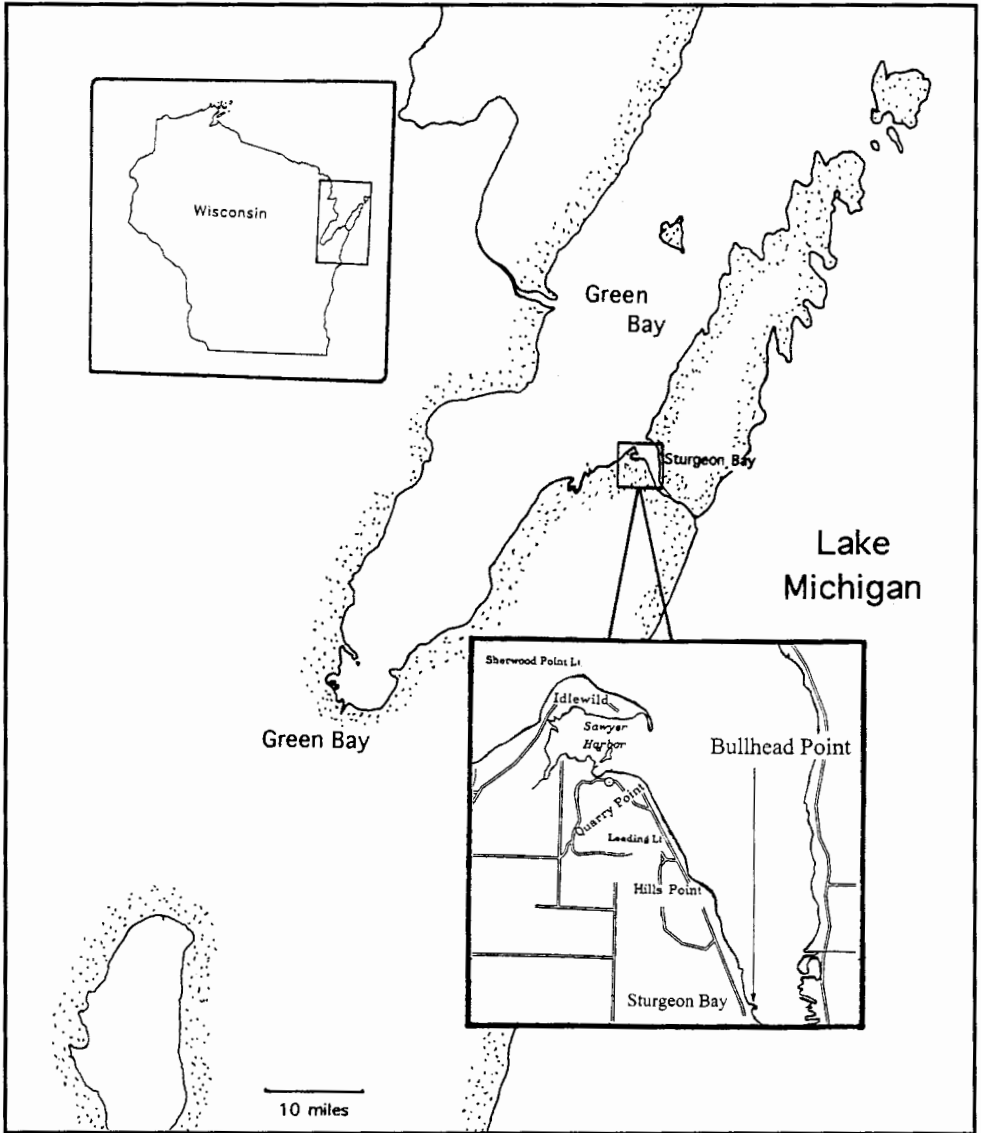 Wisconsin
Green
Bay
Sturgeon Bay
Lake
Michigan
Green Bay
Sherwood Point Lt.
Idlewild
Sawyer
Harbor
Bullhead Point
Quarry Point
Leading Lt
Hills Point
Sturgeon Bay
10 miles